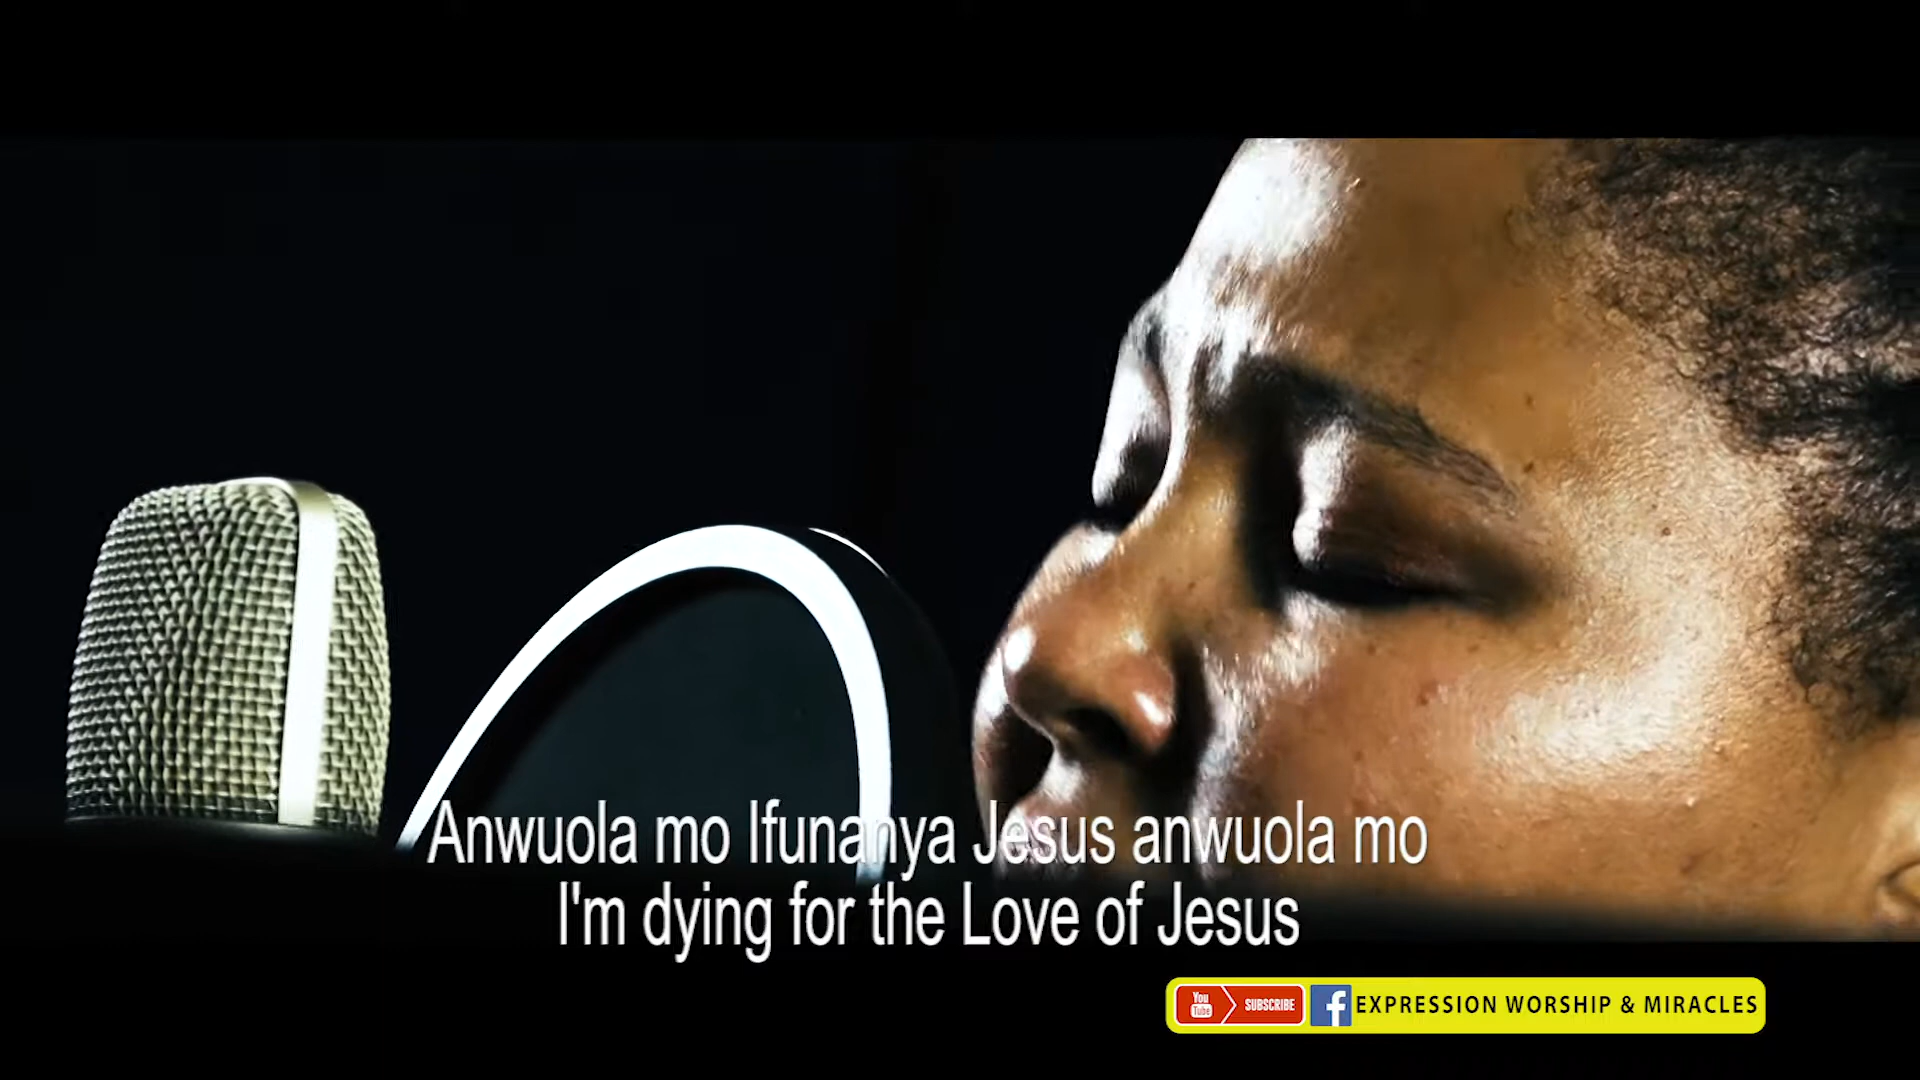 Anwuola mo Ifunanya Jesus anwuola mo
I'm dying for the Love of Jesus
You Tube SUBSCRIBE f EXPRESSION WORSHIP & MIRACLES